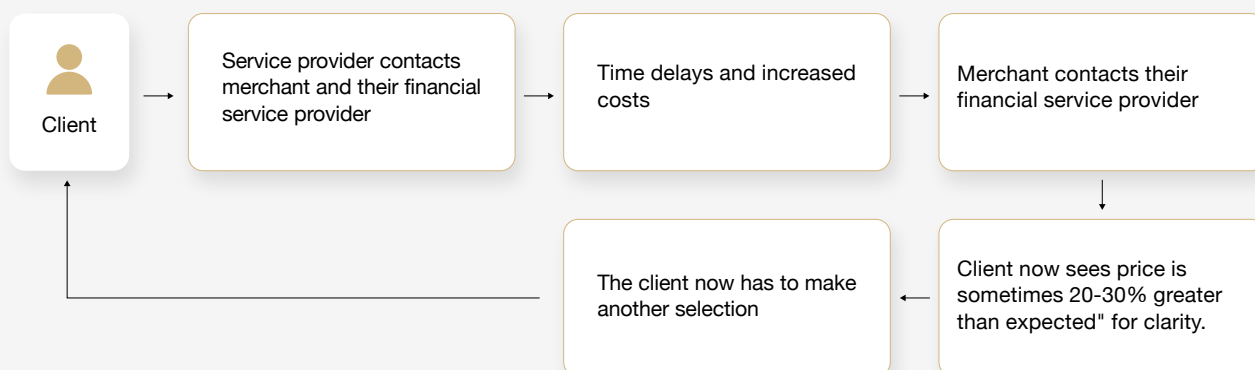 Client
Service provider contacts
merchant and their financial
service provider
Time delays and increased
costs
Merchant contacts their
financial service provider
Client now sees price is
sometimes 20-30% greater
than expected" for clarity.
The client now has to make
another selection